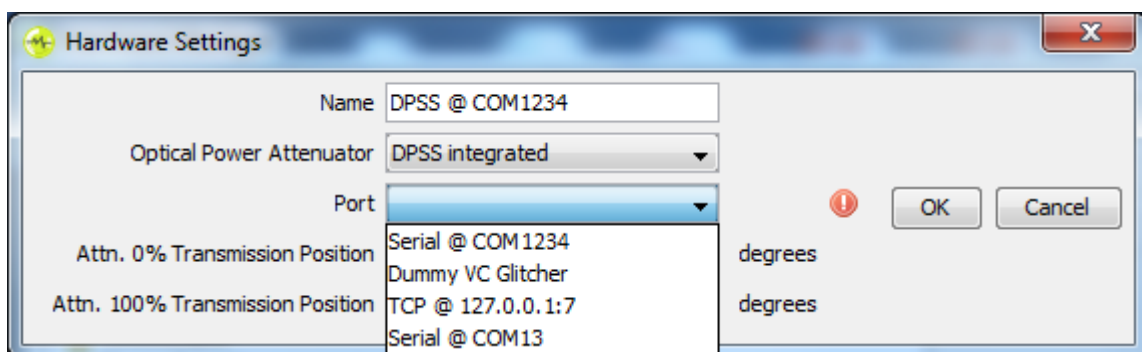 Hardware Settings
Name DPSS @ COM1234
Optical Power Attenuator DPSS integrated
Port
OK Cancel
Serial @ COM1234
Attn. 0% Transmission Position degrees
Dummy VC Glitcher
Attn. 100% Transmission Position TCP @ 127.0.0.1:7 degrees
Serial @ COM13